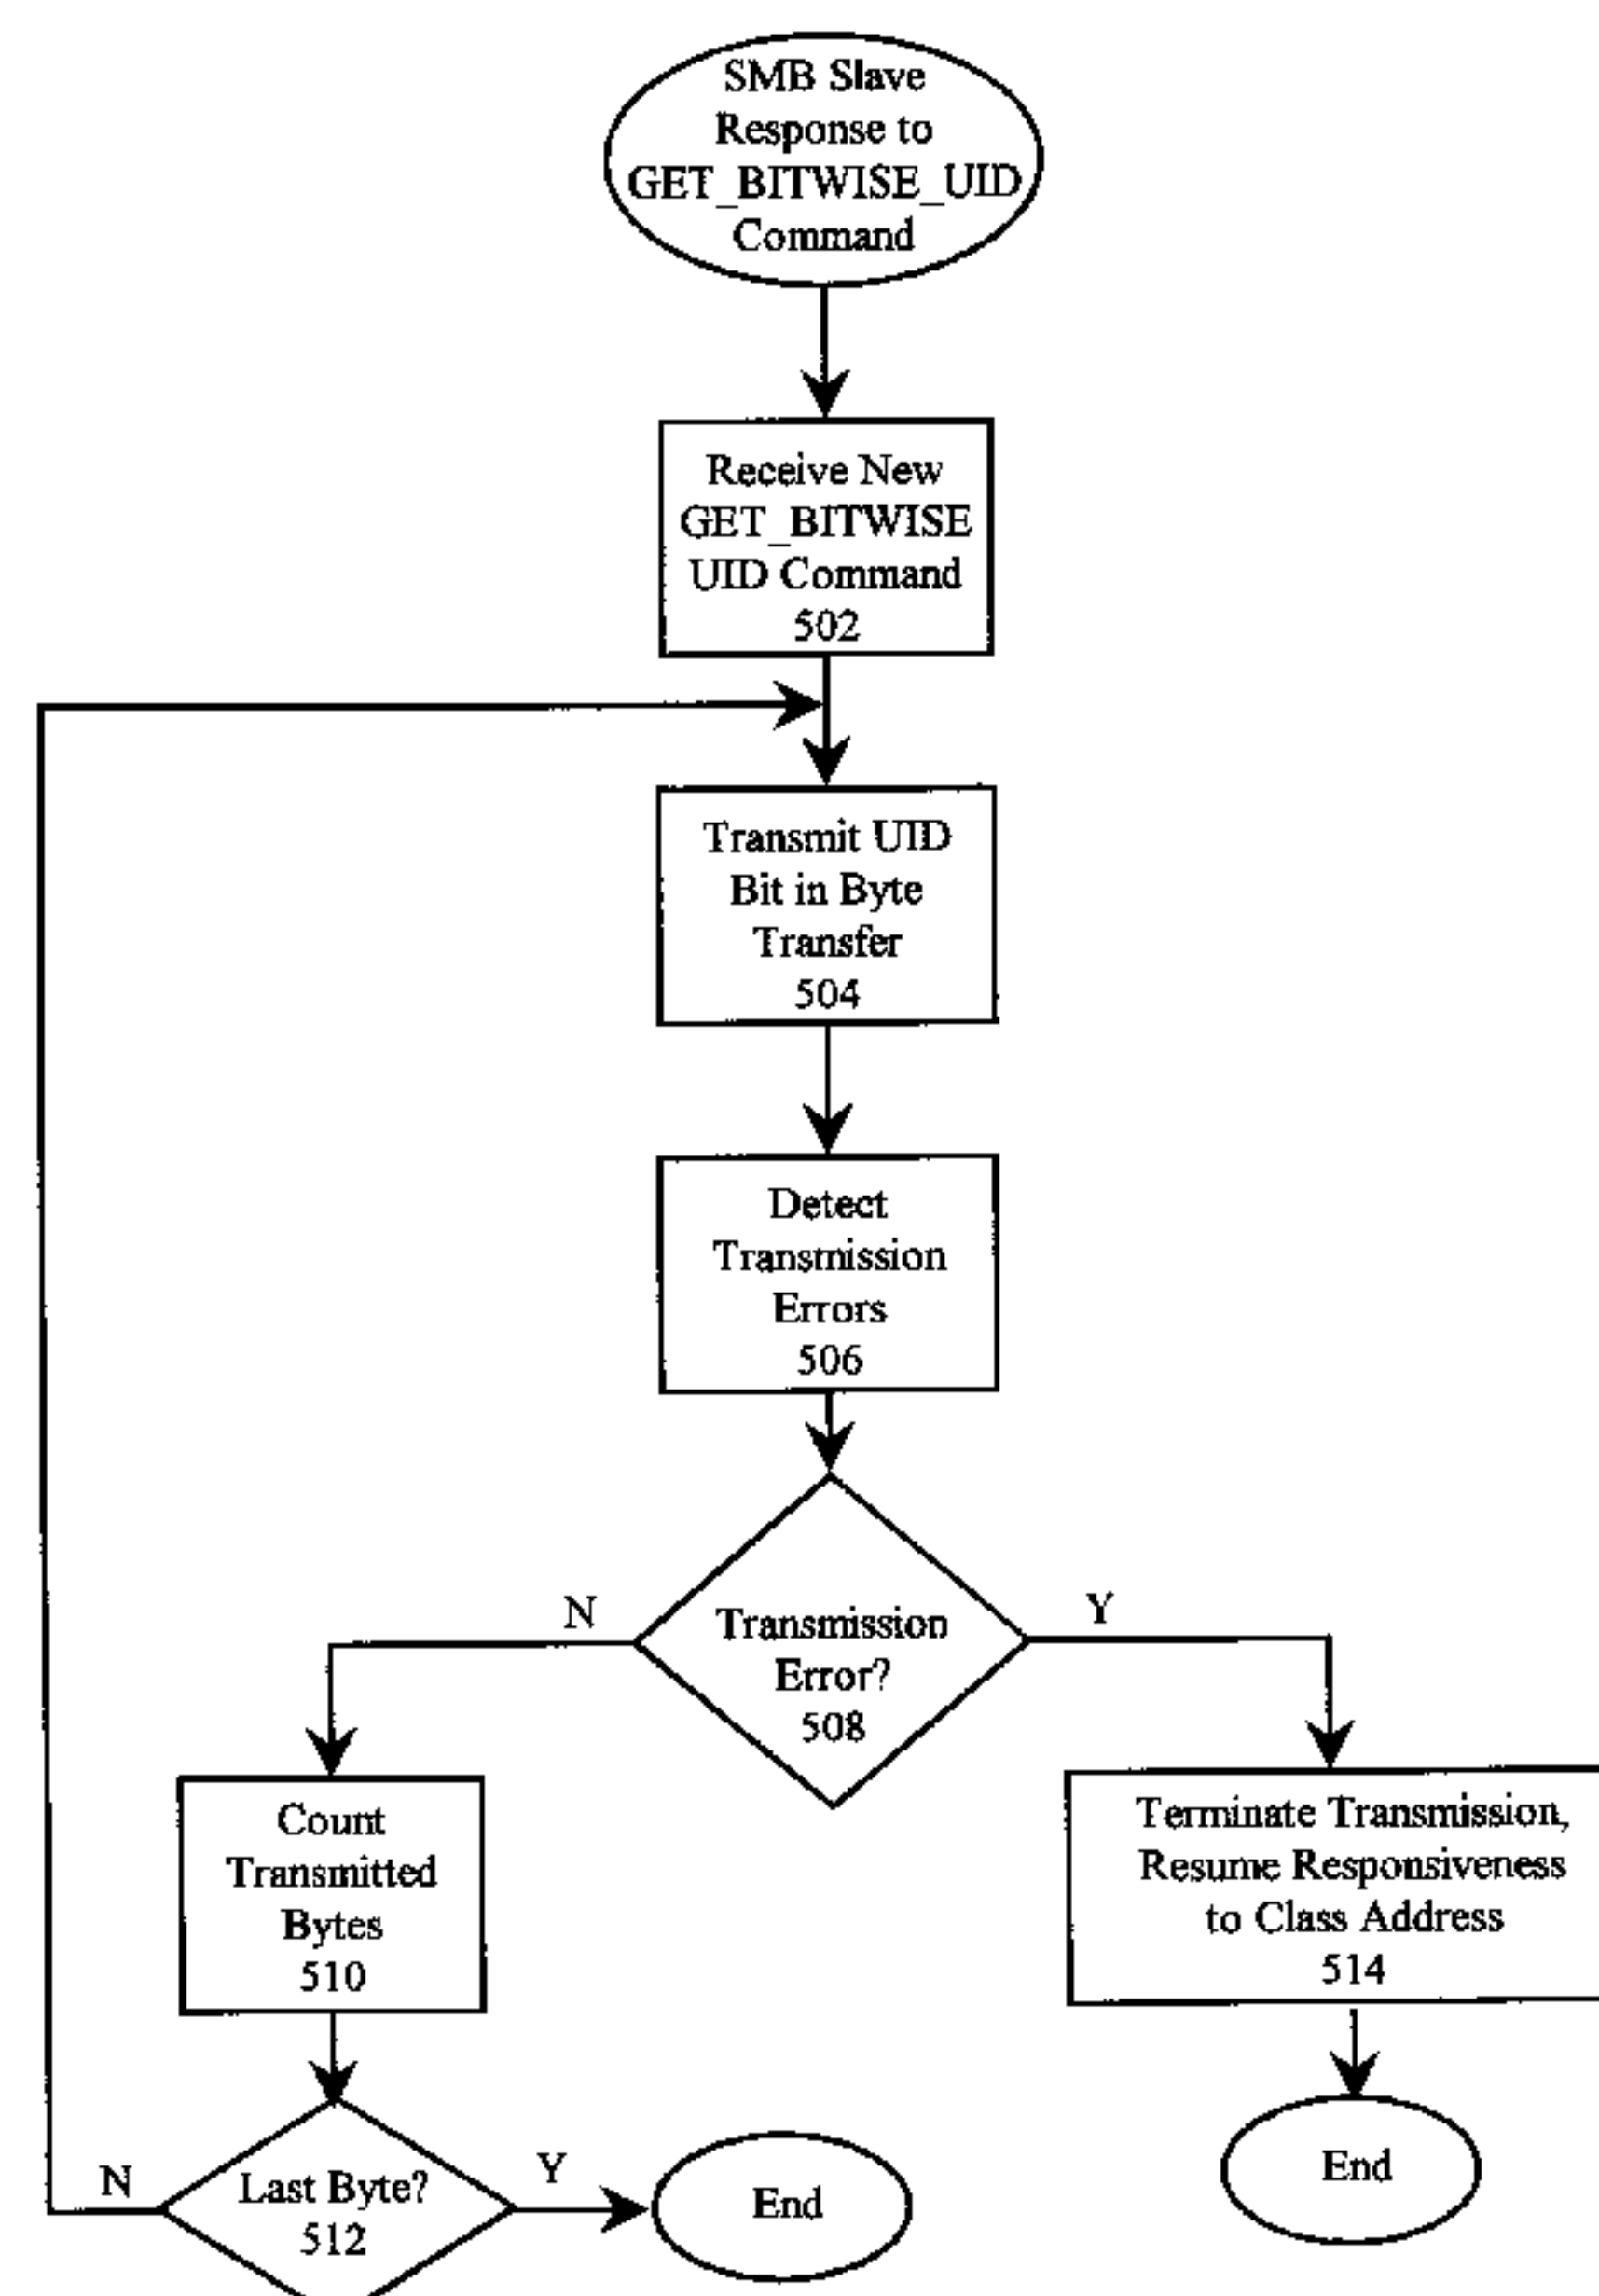 SMB Slave
Response to
GET_BITWISE_UID
Command
Receive New
GET_BITWISE
UID Command
502
Transmit UID
Bit in Byte
Transfer
504
Detect
Transmission
Errors
506
N
Y
Transmission
Error?
508
Count
Transmitted
Bytes
510
Terminate Transmission,
Resume Responsiveness
to Class Address
514
N
Last Byte?
512
Y
End
End